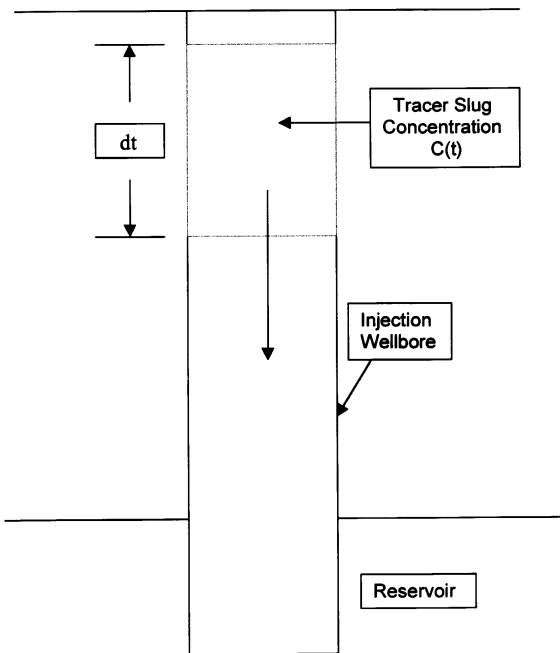 Tracer Slug
Concentration
C(t)
dt
Injection
Wellbore
Reservoir